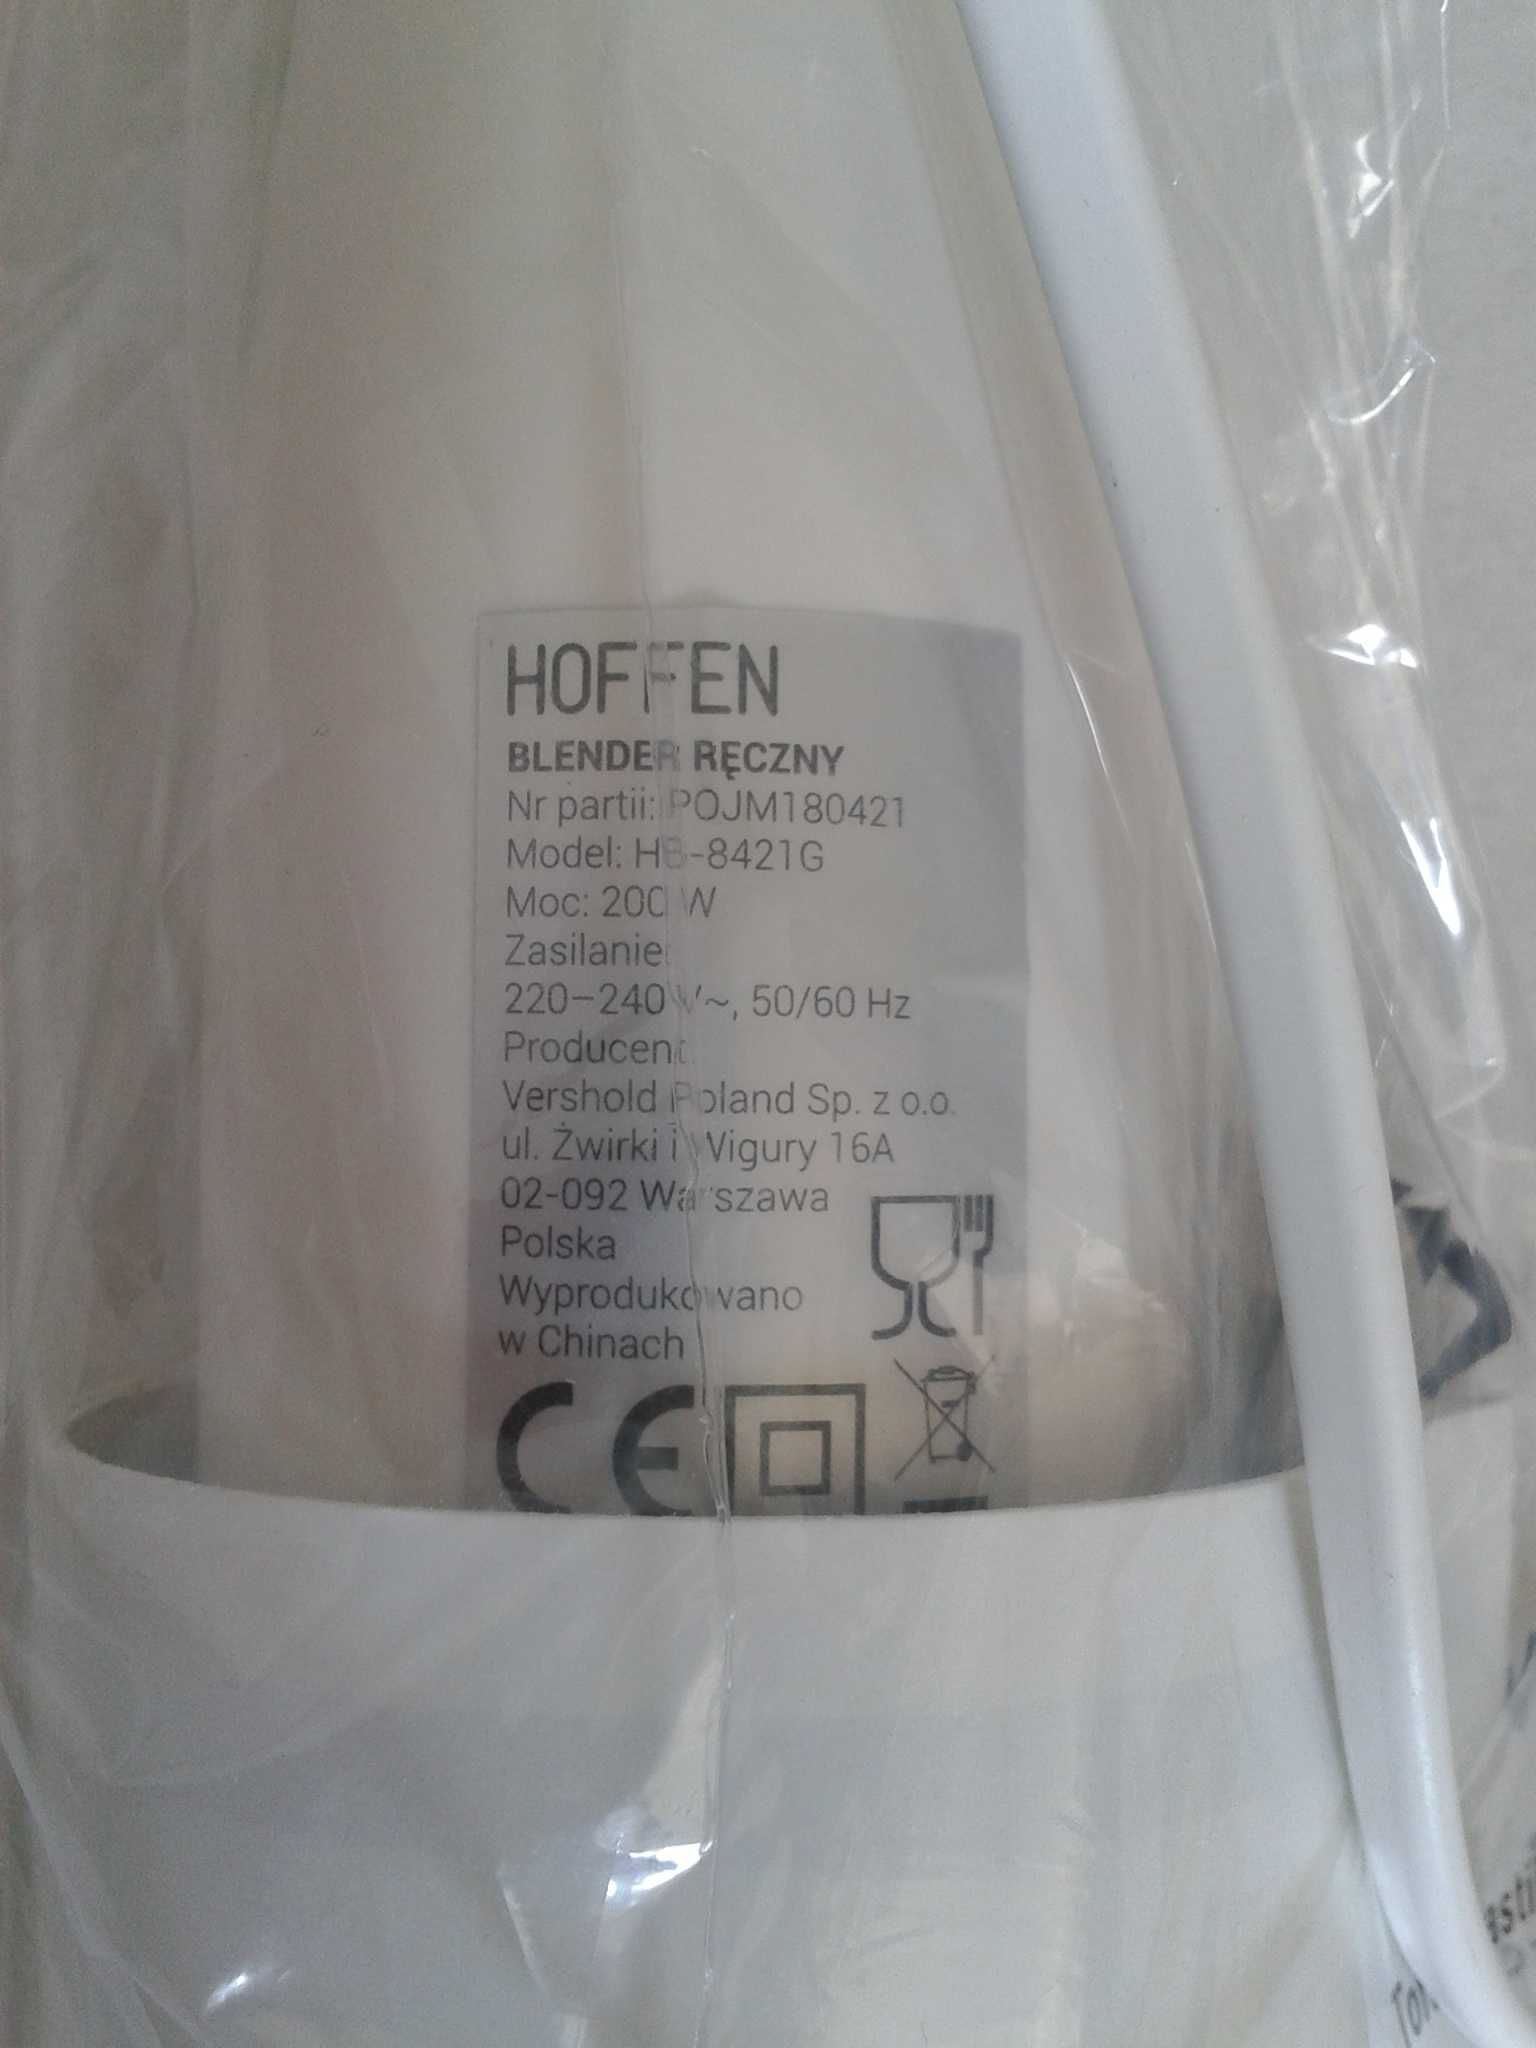 HOFFEN
BLENDER RĘCZNY
Nr partii: POJM180421
Model: HB-8421G
Moc: 200 W
Zasilanie:
220–240 V~, 50/60 Hz
Producent:
Vershold Poland Sp. z o.o.
ul. Żwirki i Wigury 16A
02-092 Warszawa
Polska
Wyprodukowano
w Chinach
CE